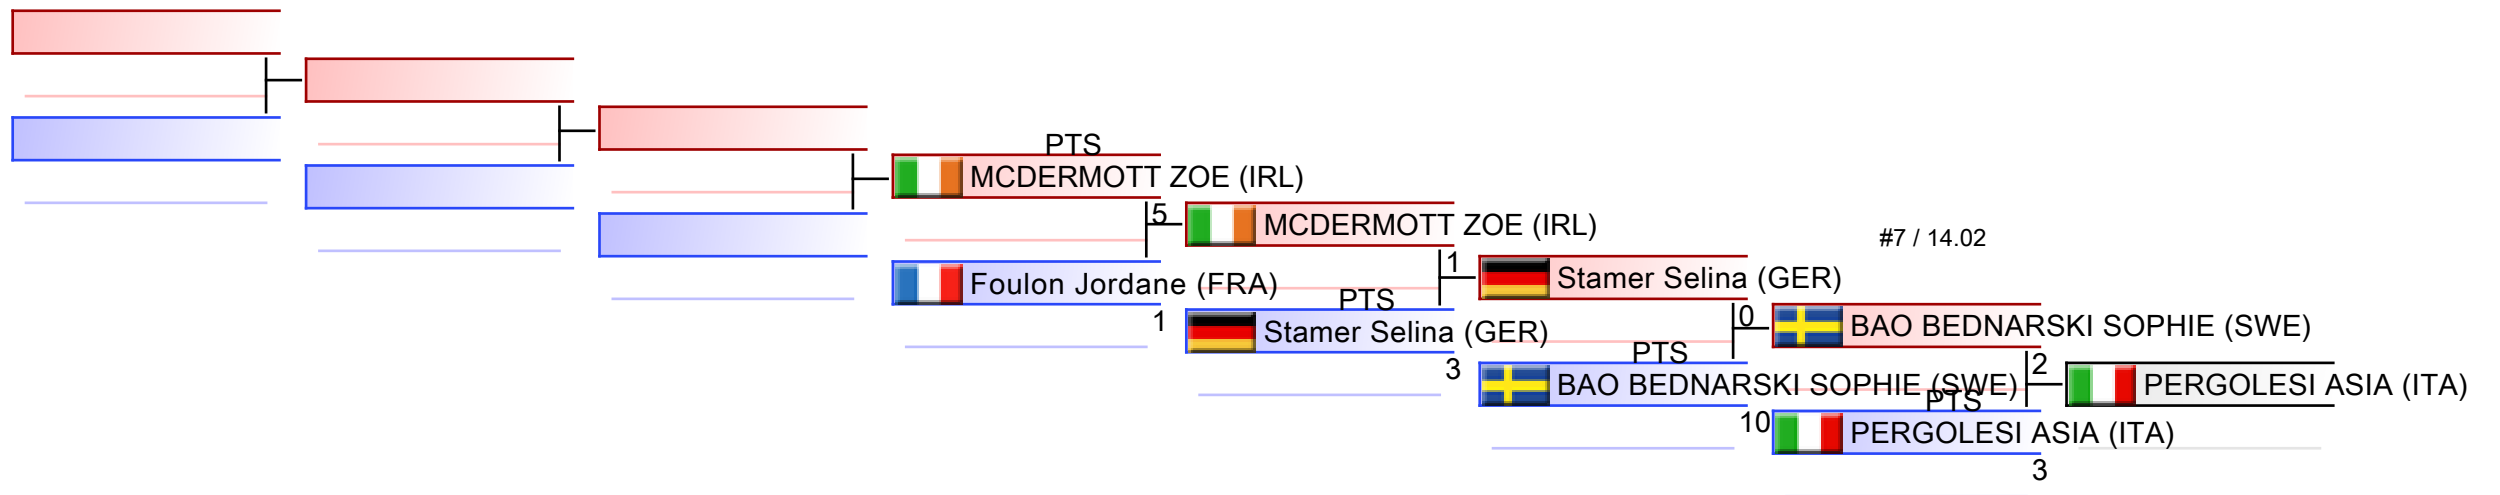 PTS
MCDERMOTT ZOE (IRL)
5
MCDERMOTT ZOE (IRL)
#7 / 14.02
1
Foulon Jordane (FRA)
Stamer Selina (GER)
1
PTS
0
Stamer Selina (GER)
BAO BEDNARSKI SOPHIE (SWE)
3
PTS
2
BAO BEDNARSKI SOPHIE (SWE)
PERGOLESI ASIA (ITA)
PTS
10
PERGOLESI ASIA (ITA)
3